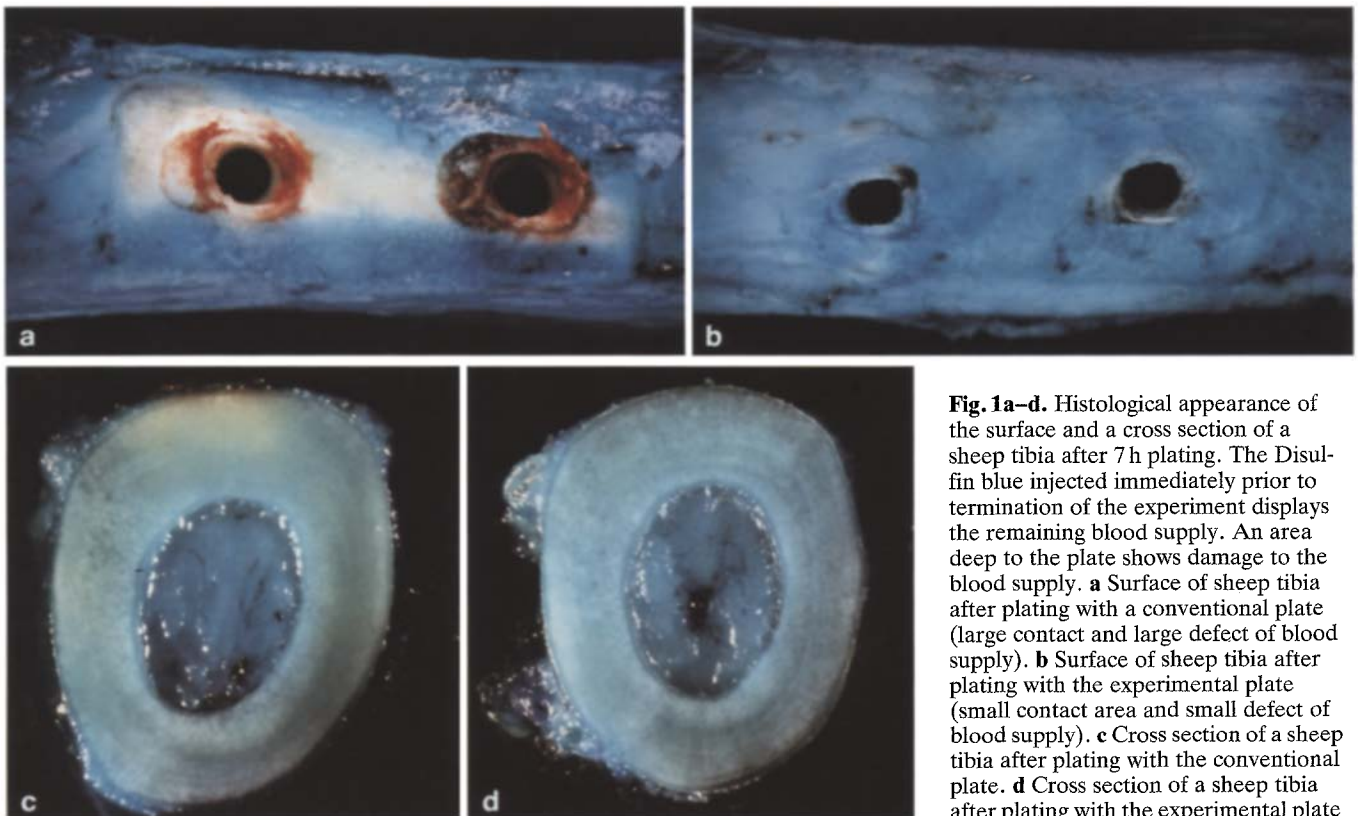 a
b
c
d
Fig. 1a–d. Histological appearance of
the surface and a cross section of a
sheep tibia after 7 h plating. The Disul-
fin blue injected immediately prior to
termination of the experiment displays
the remaining blood supply. An area
deep to the plate shows damage to the
blood supply. a Surface of sheep tibia
after plating with a conventional plate
(large contact and large defect of blood
supply). b Surface of sheep tibia after
plating with the experimental plate
(small contact area and small defect of
blood supply). c Cross section of a sheep
tibia after plating with the conventional
plate. d Cross section of a sheep tibia
after plating with the experimental plate